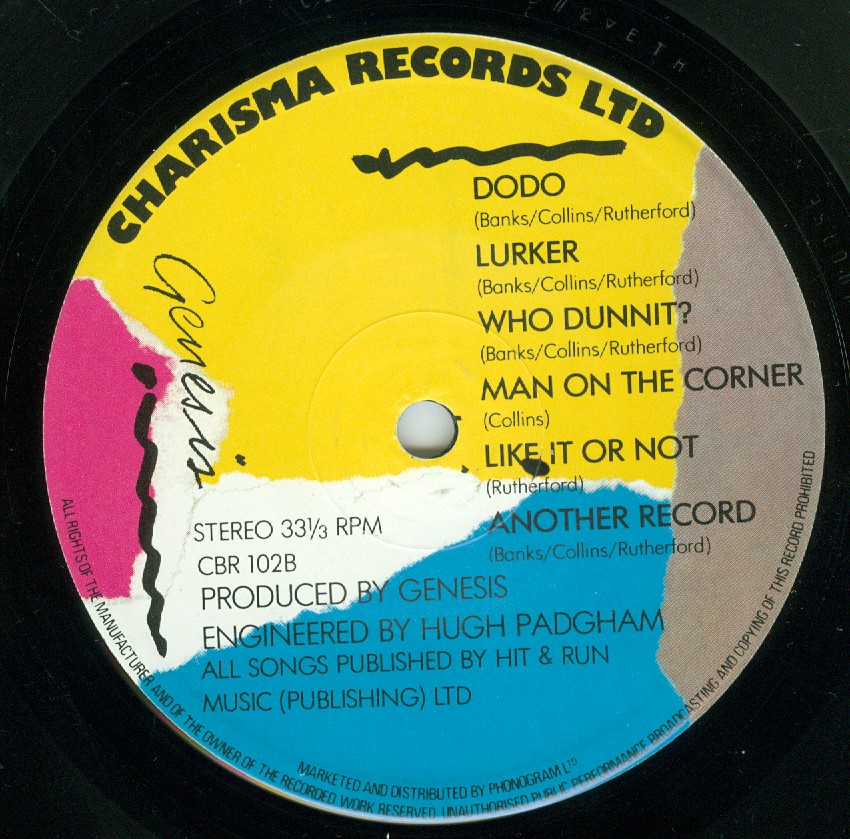 CHARISMA RECORDS LTD
Genesis
DODO
(Banks/Collins/Rutherford)
LURKER
(Banks/Collins/Rutherford)
WHO DUNNIT?
(Banks/Collins/Rutherford)
MAN ON THE CORNER
(Collins)
LIKE IT OR NOT
(Rutherford)
ANOTHER RECORD
(Banks/Collins/Rutherford)
STEREO 33⅓ RPM
CBR 102B
PRODUCED BY GENESIS
ENGINEERED BY HUGH PADGHAM
ALL SONGS PUBLISHED BY HIT & RUN
MUSIC (PUBLISHING) LTD
MARKETED AND DISTRIBUTED BY PHONOGRAM LTD
ALL RIGHTS OF THE MANUFACTURER AND OF THE OWNER OF THE RECORDED WORK RESERVED. UNAUTHORISED PUBLIC PERFORMANCE BROADCASTING AND COPYING OF THIS RECORD PROHIBITED